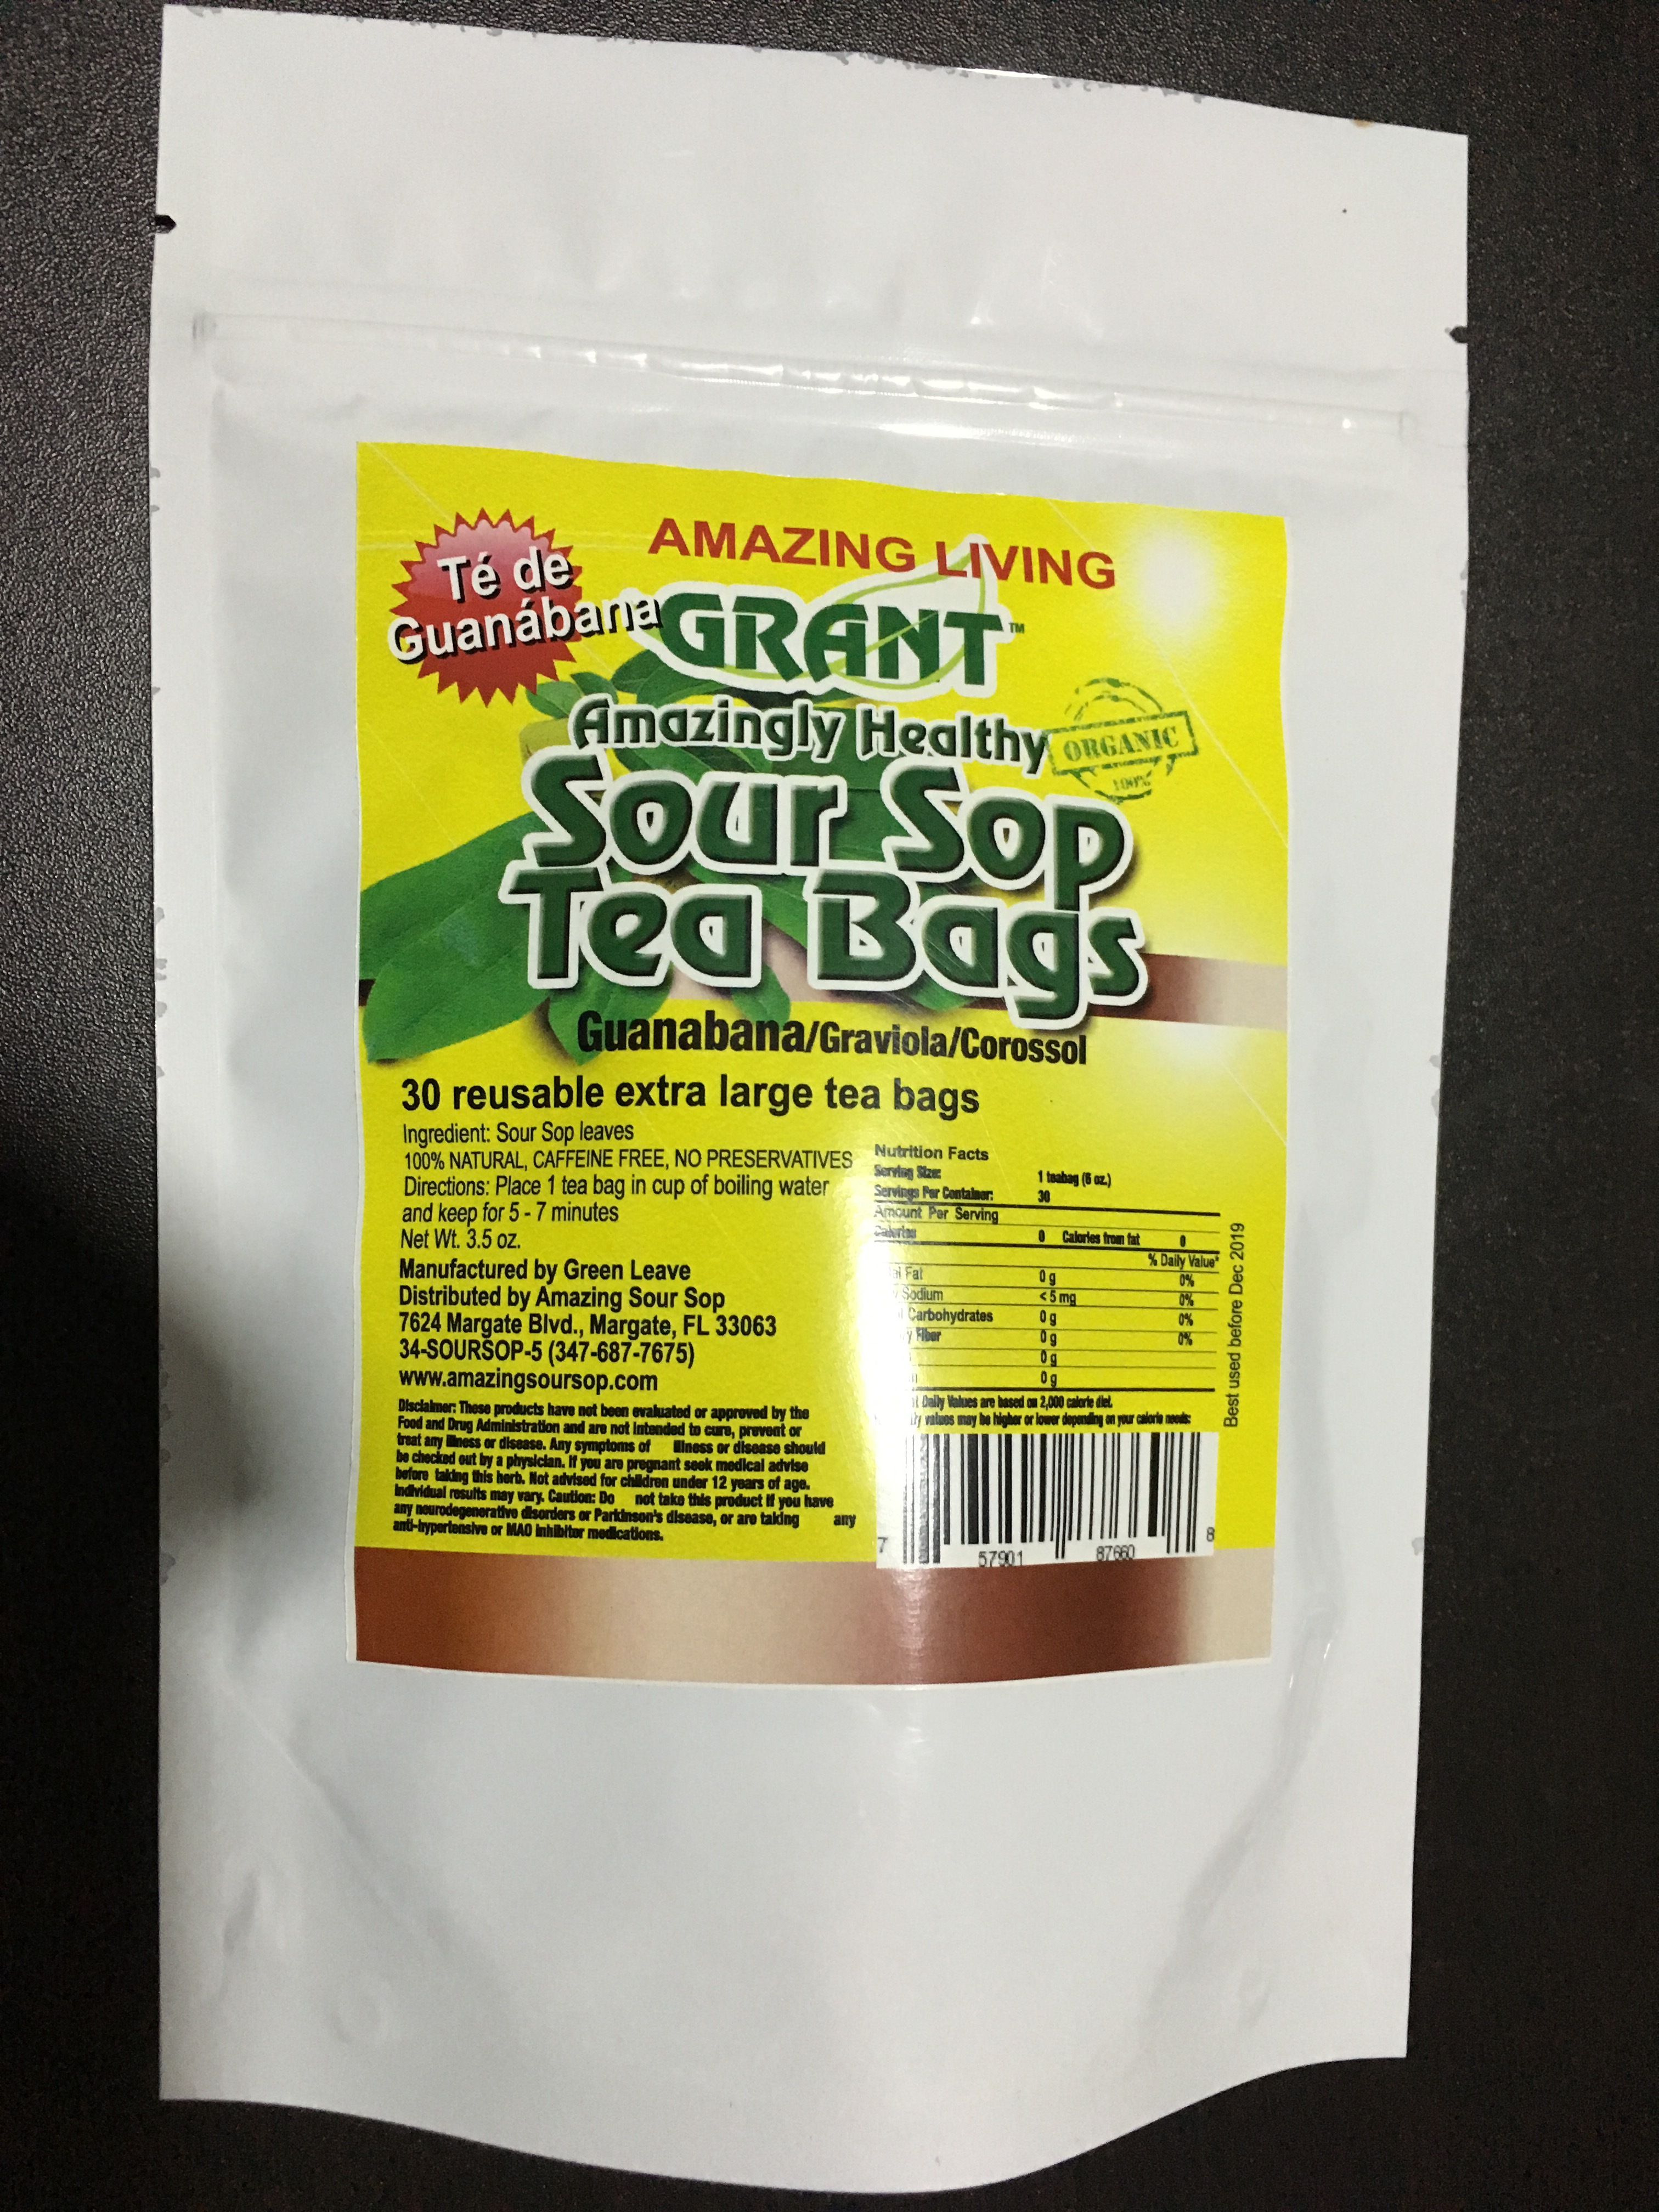 Té de
Guanábana
AMAZING LIVING
GRANT™
Amazingly Healthy
ORGANIC
100%
Sour Sop
Tea Bags
Guanabana/Graviola/Corossol
30 reusable extra large tea bags
Ingredient: Sour Sop leaves
100% NATURAL, CAFFEINE FREE, NO PRESERVATIVES
Directions: Place 1 tea bag in cup of boiling water
and keep for 5 - 7 minutes
Net Wt. 3.5 oz.
Manufactured by Green Leave
Distributed by Amazing Sour Sop
7624 Margate Blvd., Margate, FL 33063
34-SOURSOP-5 (347-687-7675)
www.amazingsoursop.com
Disclaimer: These products have not been evaluated or approved by the
Food and Drug Administration and are not intended to cure, prevent or
treat any illness or disease. Any symptoms of illness or disease should
be checked out by a physician. If you are pregnant seek medical advise
before taking this herb. Not advised for children under 12 years of age.
Individual results may vary. Caution: Do not take this product if you have
any neurodegenerative disorders or Parkinson's disease, or are taking any
anti-hypertensive or MAO inhibitor medications.
Nutrition Facts
Serving Size: 1 teabag (6 oz.)
Servings Per Container: 30
Amount Per Serving
Calories 0 Calories from fat 0
% Daily Value*
Fat 0 g 0%
Sodium <5 mg 0%
Carbohydrates 0 g 0%
Fiber 0 g 0%
0 g
0 g
Daily Values are based on 2,000 calorie diet.
values may be higher or lower depending on your calorie needs:
Best used before Dec 2019
7 57901 87660 8